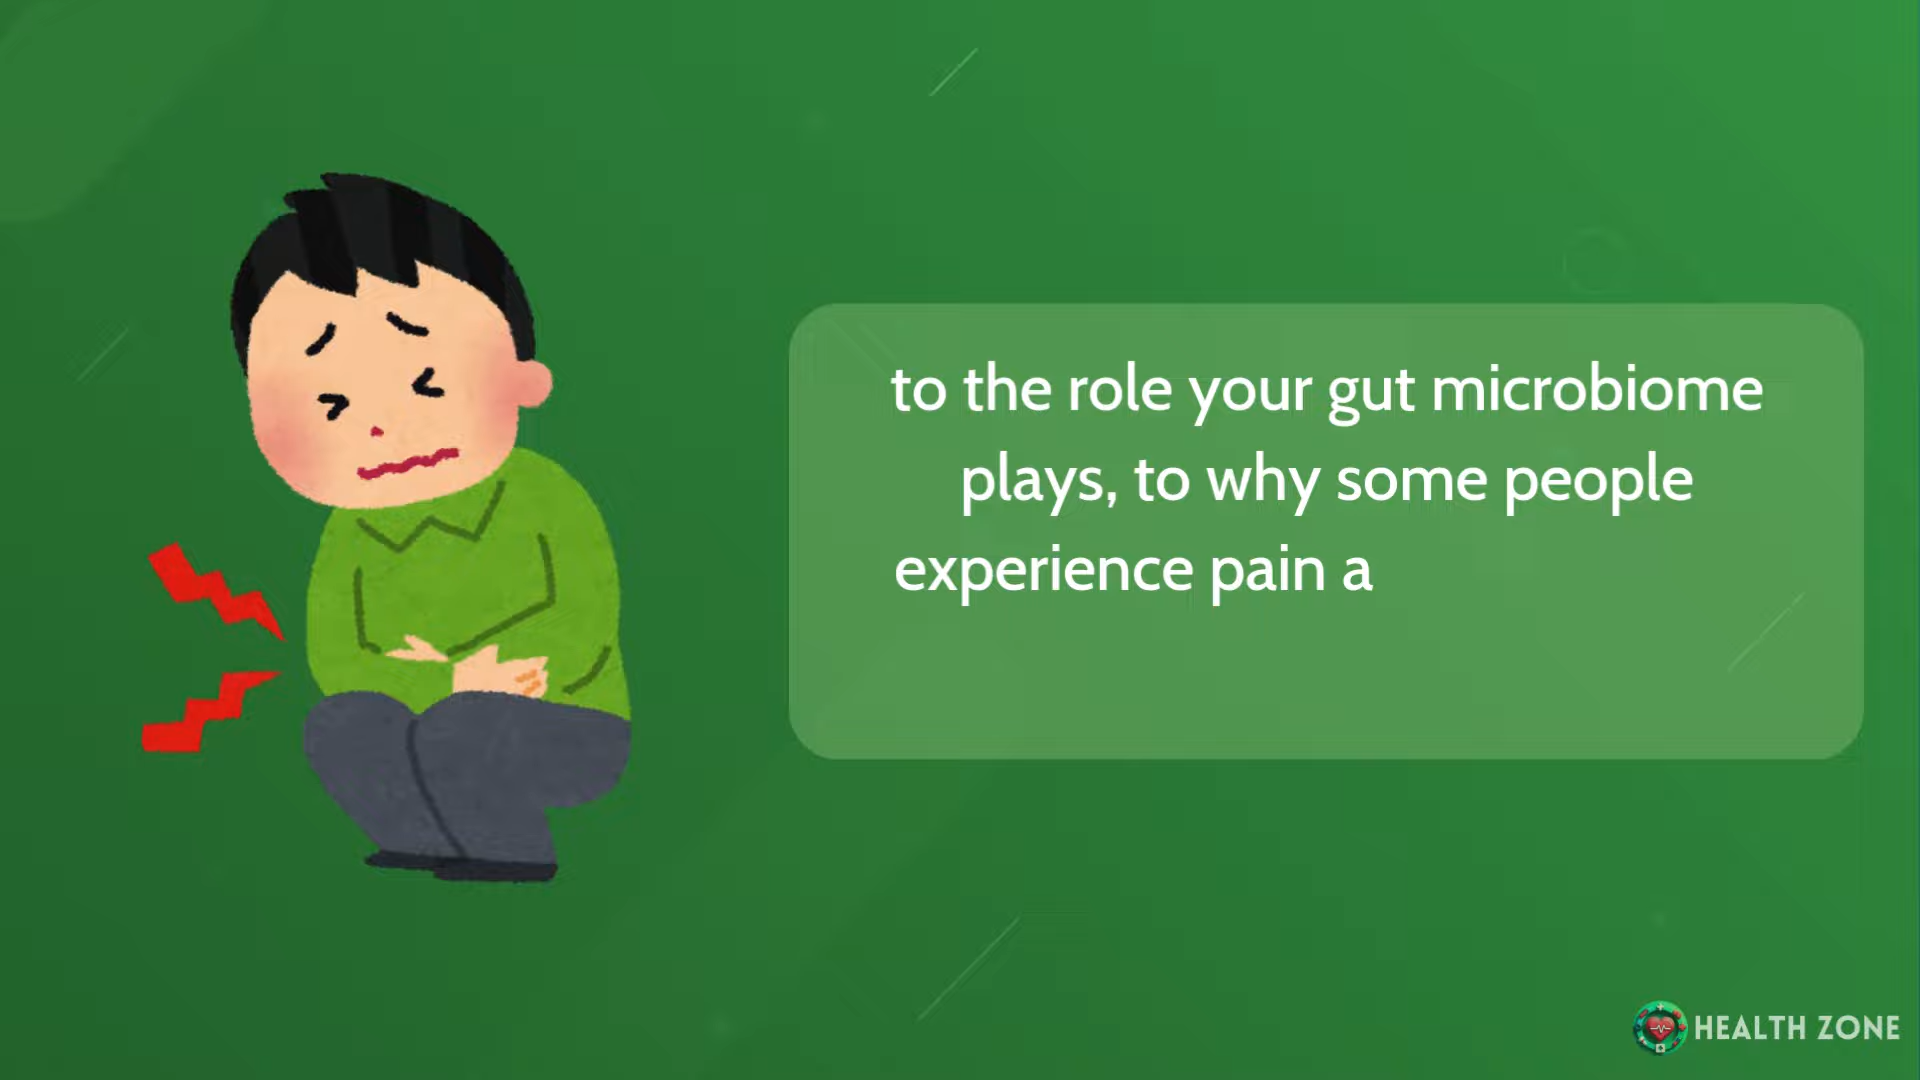 to the role your gut microbiome
plays, to why some people
experience pain a
HEALTH ZONE